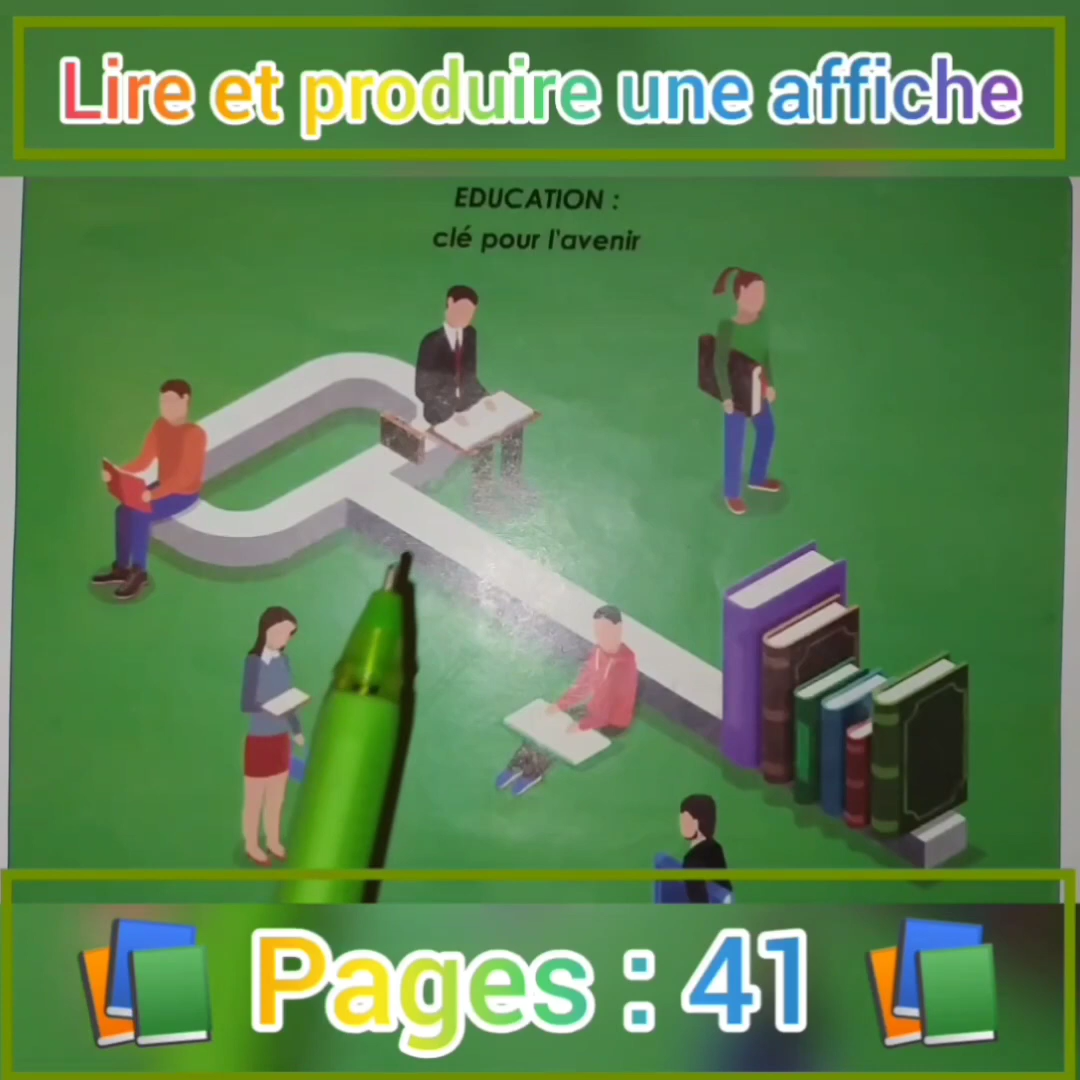 Lire et produire une affiche
EDUCATION :
clé pour l'avenir
Pages : 41